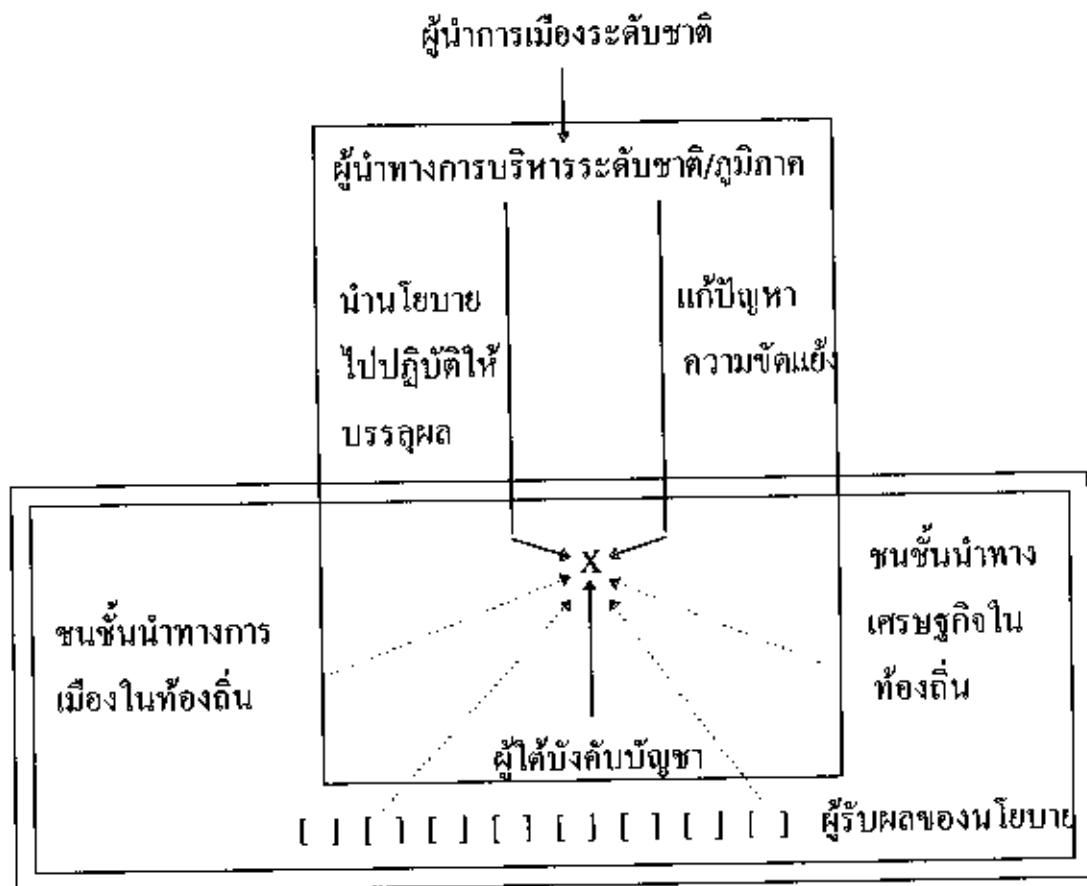 ผู้นำการเมืองระดับชาติ
ผู้นำทางการบริหารระดับชาติ/ภูมิภาค
นำนโยบาย
ไปปฏิบัติให้
บรรลุผล
แก้ปัญหา
ความขัดแย้ง
X
ชนชั้นนำทางการ
เมืองในท้องถิ่น
ชนชั้นนำทาง
เศรษฐกิจใน
ท้องถิ่น
ผู้ใต้บังคับบัญชา
[ ] [ ] [ ] [ ] [ ] [ ] [ ] [ ] ผู้รับผลของนโยบาย